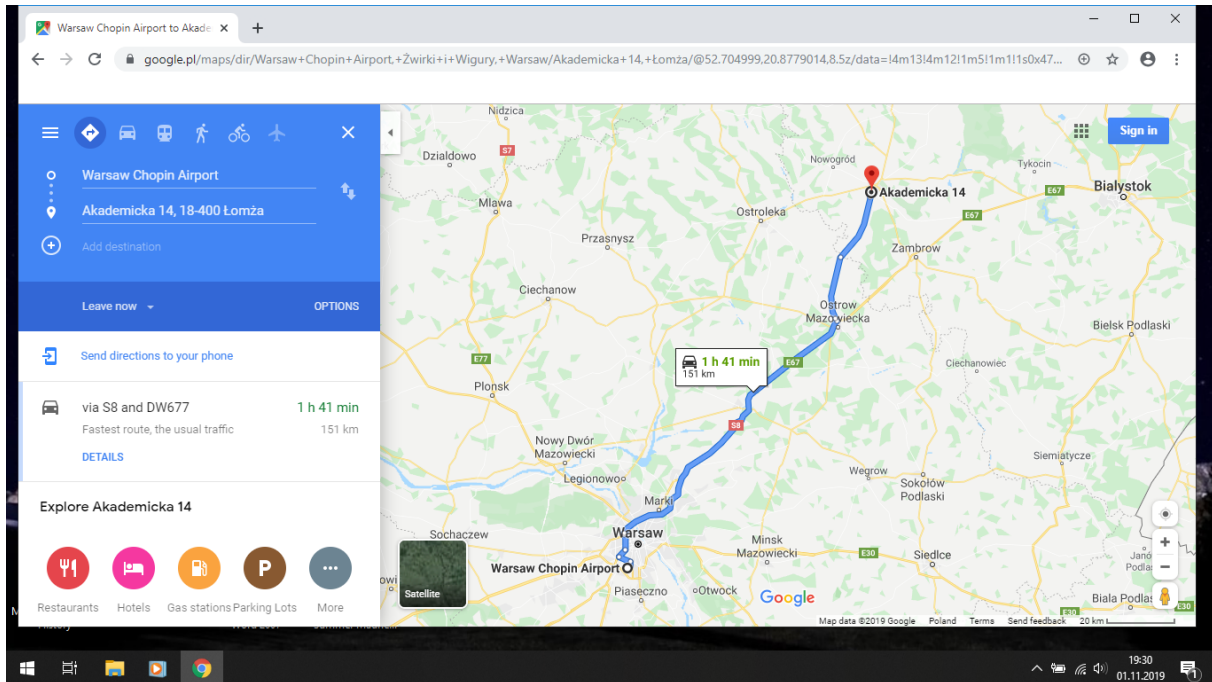 Warsaw Chopin Airport to Akade
google.pl/maps/dir/Warsaw+Chopin+Airport,+Żwirki+i+Wigury,+Warsaw/Akademicka+14,+Łomża/@52.704999,20.8779014,8.5z/data=!4m13!4m12!1m5!1m1!1s0x47...
Warsaw Chopin Airport
Akademicka 14, 18-400 Łomża
Add destination
Leave now
OPTIONS
Send directions to your phone
via S8 and DW677
1 h 41 min
Fastest route, the usual traffic
151 km
DETAILS
Explore Akademicka 14
P
Restaurants
Hotels
Gas stations
Parking Lots
More
Sign in
Nidzica
Dzialdowo
S7
Nowogród
Tykocin
Mlawa
Akademicka 14
E67
Bialystok
Ostroleka
E67
Przasnysz
Zambrow
Ciechanow
Ostrow
Mazowiecka
Bielsk Podlaski
E77
1 h 41 min
151 km
E67
Ciechanowiec
Plonsk
S8
Nowy Dwór
Mazowiecki
Siemiatycze
Legionowo
Wegrow
Sokołów
Podlaski
Marki
Sochaczew
Warsaw
Minsk
Mazowiecki
E30
Siedlce
Warsaw Chopin Airport
Piaseczno
Otwock
Biala Podlas
E30
E30
Satellite
Google
Map data ©2019 Google
Poland
Terms
Send feedback
20 km
19:30
01.11.2019
1